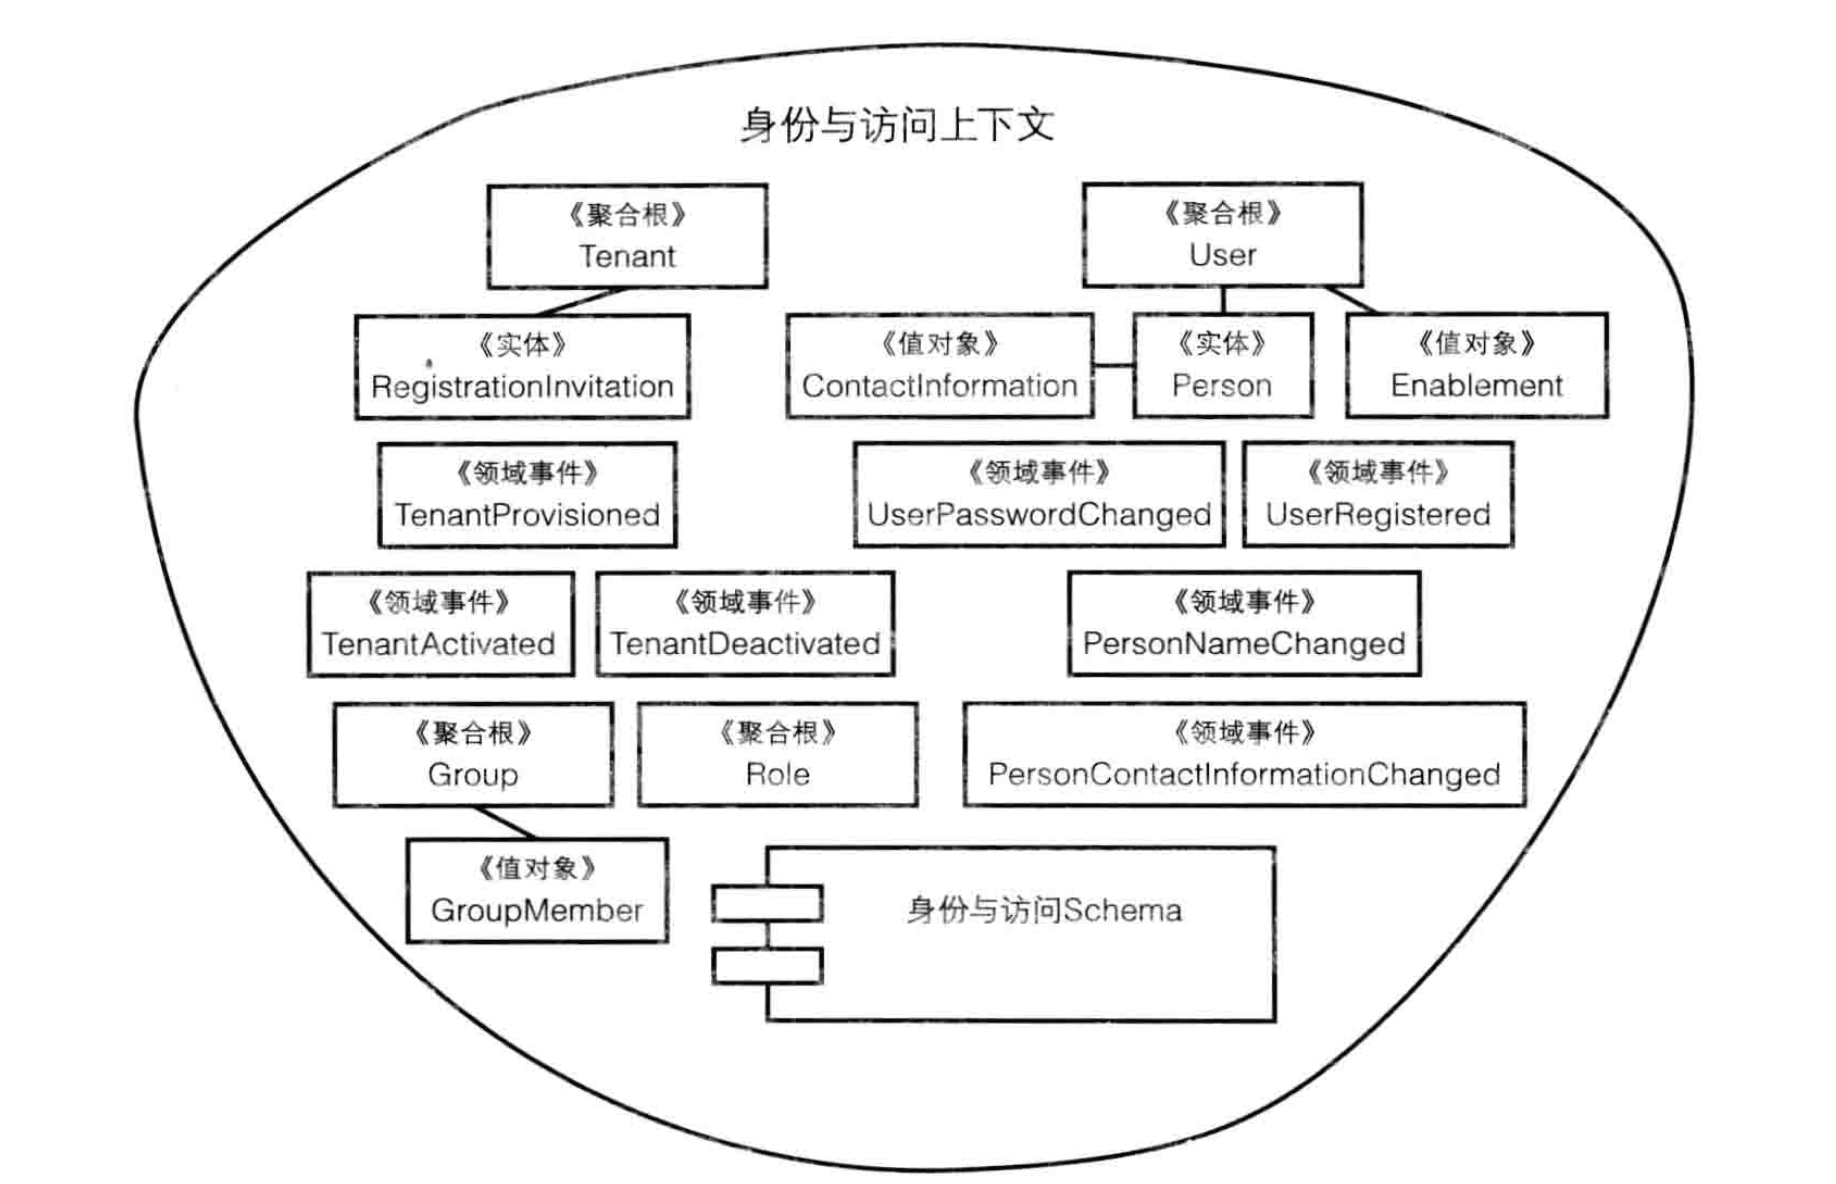 身份与访问上下文
《聚合根》
Tenant
《聚合根》
User
《实体》
RegistrationInvitation
《值对象》
ContactInformation
《实体》
Person
《值对象》
Enablement
《领域事件》
TenantProvisioned
《领域事件》
UserPasswordChanged
《领域事件》
UserRegistered
《领域事件》
TenantActivated
《领域事件》
TenantDeactivated
《领域事件》
PersonNameChanged
《聚合根》
Group
《聚合根》
Role
《领域事件》
PersonContactInformationChanged
《值对象》
GroupMember
身份与访问Schema